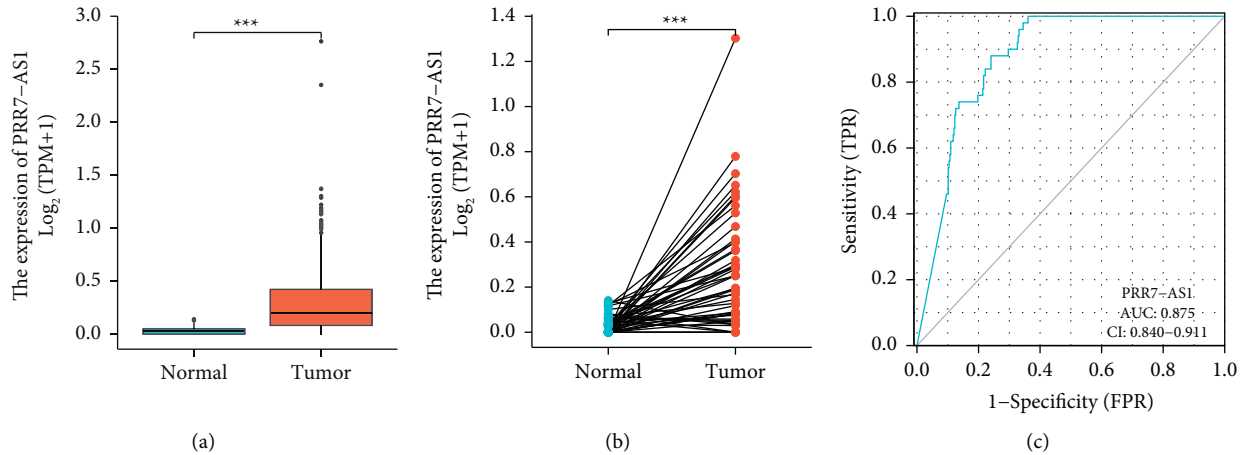 ***
The expression of PRR7−AS1
Log₂ (TPM+1)
3.0
2.5
2.0
1.5
1.0
0.5
0.0
Normal Tumor
(a)
***
The expression of PRR7−AS1
Log₂ (TPM+1)
1.4
1.2
1.0
0.8
0.6
0.4
0.2
0.0
Normal Tumor
(b)
Sensitivity (TPR)
1.0
0.8
0.6
0.4
0.2
0.0
PRR7−AS1
AUC: 0.875
CI: 0.840−0.911
0.0 0.2 0.4 0.6 0.8 1.0
1−Specificity (FPR)
(c)